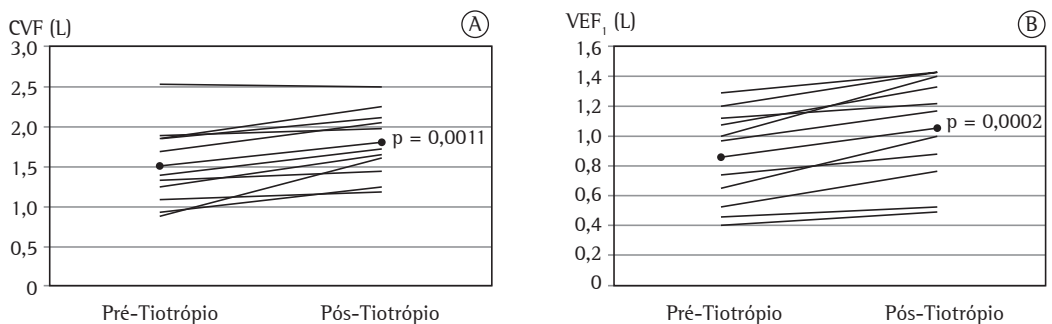 CVF (L)
A
3,0
2,5
2,0
1,5
1,0
0,5
0
p = 0,0011
Pré-Tiotrópio
Pós-Tiotrópio
VEF₁ (L)
B
1,6
1,4
1,2
1,0
0,8
0,6
0,4
0,2
0
p = 0,0002
Pré-Tiotrópio
Pós-Tiotrópio